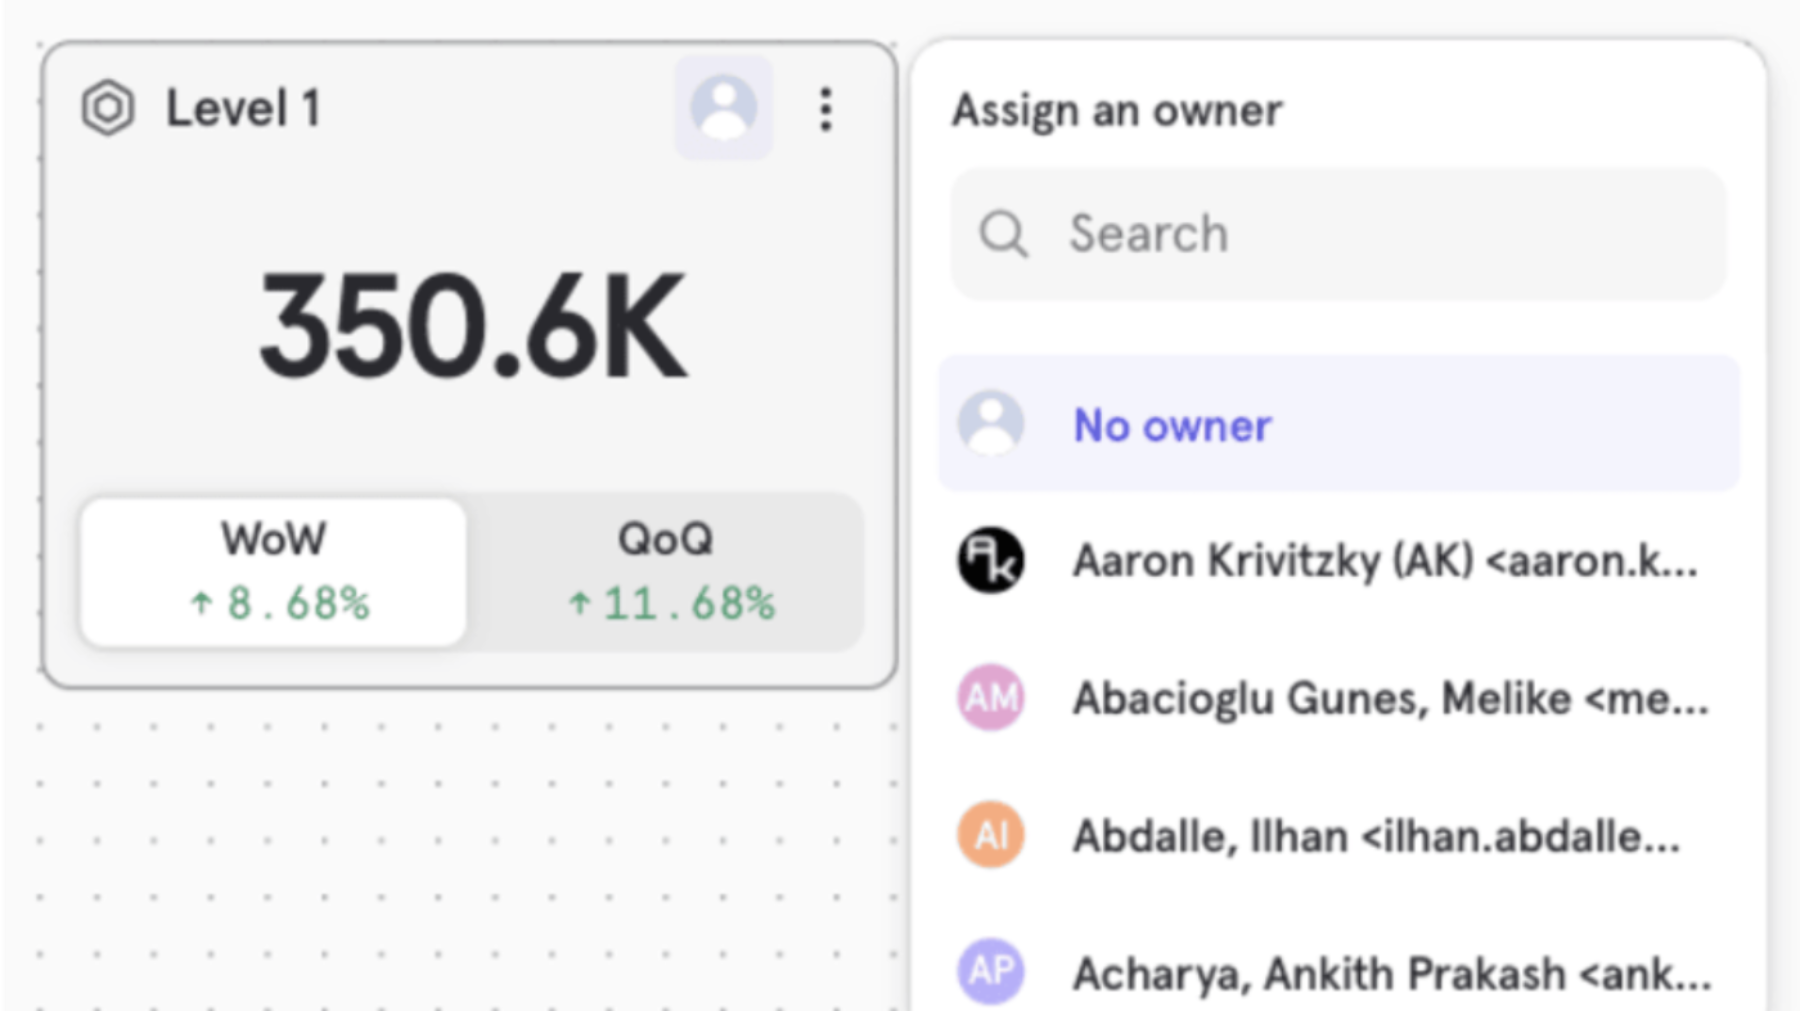 Level 1
350.6K
WoW
↑ 8.68%
QoQ
↑ 11.68%
Assign an owner
Search
No owner
AK
Aaron Krivitzky (AK) <aaron.k...
AM
Abacioglu Gunes, Melike <me...
AI
Abdalle, Ilhan <ilhan.abdalle...
AP
Acharya, Ankith Prakash <ank...